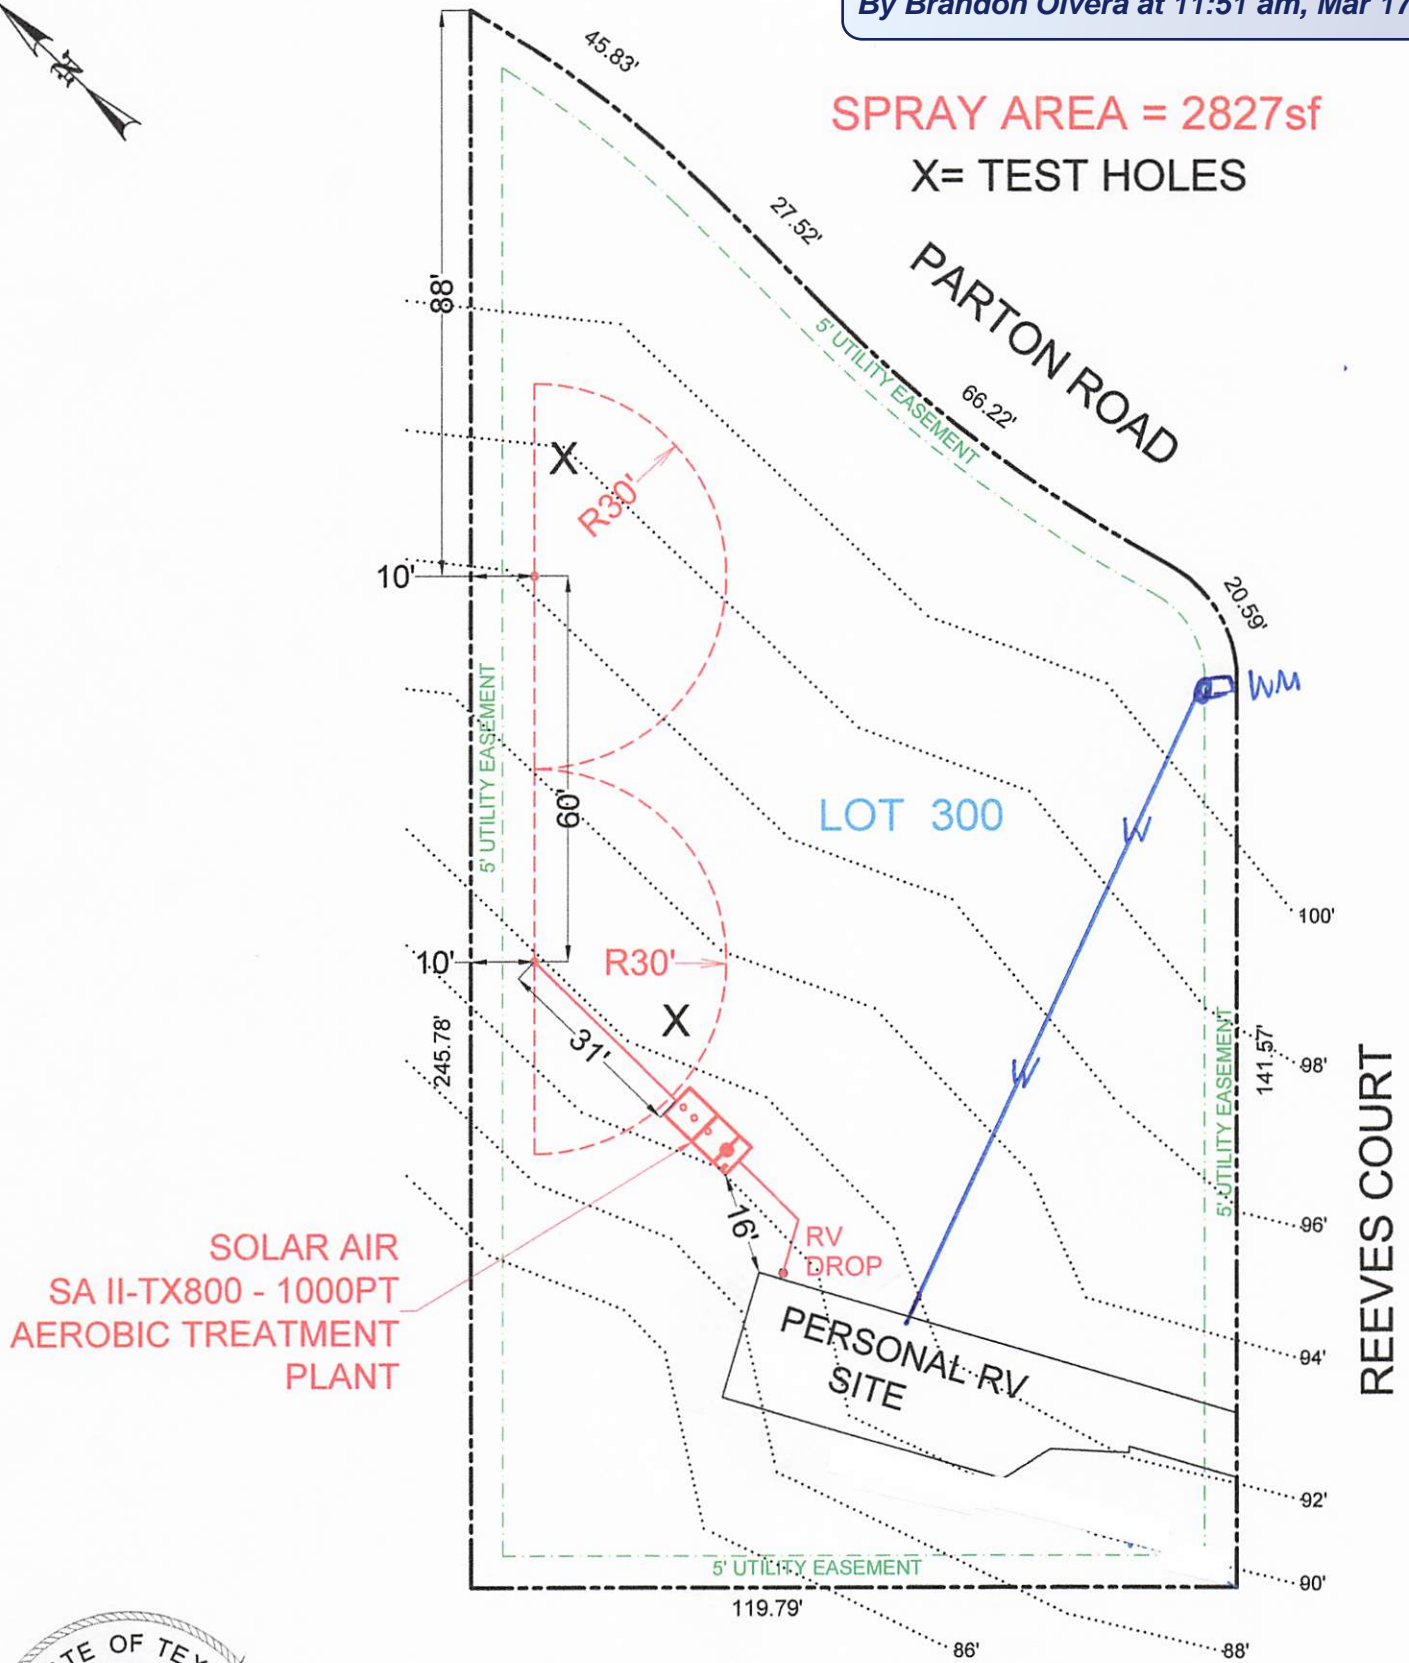 By Brandon Olvera at 11:51 am, Mar 17
N
45.83'
SPRAY AREA = 2827sf
X= TEST HOLES
27.52'
PARTON ROAD
88'
5' UTILITY EASEMENT
66.22'
X
R30'
10'
20.59'
WM
5' UTILITY EASEMENT
60'
LOT 300
W
100'
10'
R30'
X
31'
245.78'
W
98'
141.57'
5' UTILITY EASEMENT
REEVES COURT
96'
16'
RV
DROP
SOLAR AIR
SA II-TX800 - 1000PT
AEROBIC TREATMENT
PLANT
PERSONAL RV
SITE
94'
92'
5' UTILITY EASEMENT
90'
119.79'
86'
88'
TE OF TEX